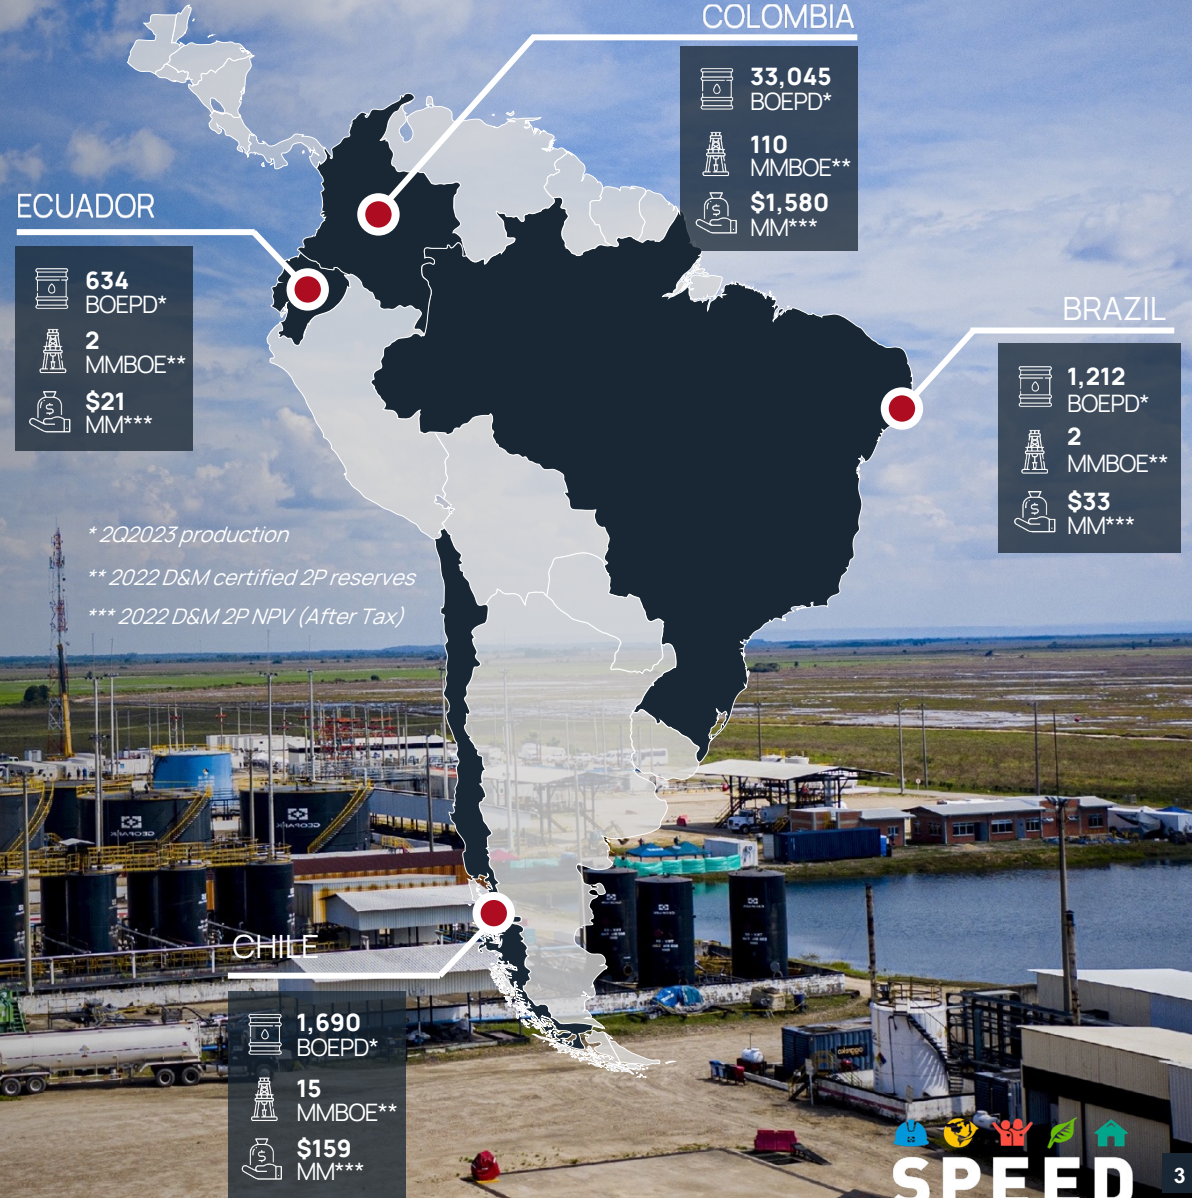 COLOMBIA
33,045
BOEPD*
110
MMBOE**
$1,580
MM***
ECUADOR
634
BOEPD*
2
MMBOE**
$21
MM***
BRAZIL
1,212
BOEPD*
2
MMBOE**
$33
MM***
* 2Q2023 production
** 2022 D&M certified 2P reserves
*** 2022 D&M 2P NPV (After Tax)
CHILE
1,690
BOEPD*
15
MMBOE**
$159
MM***
SPEED
3